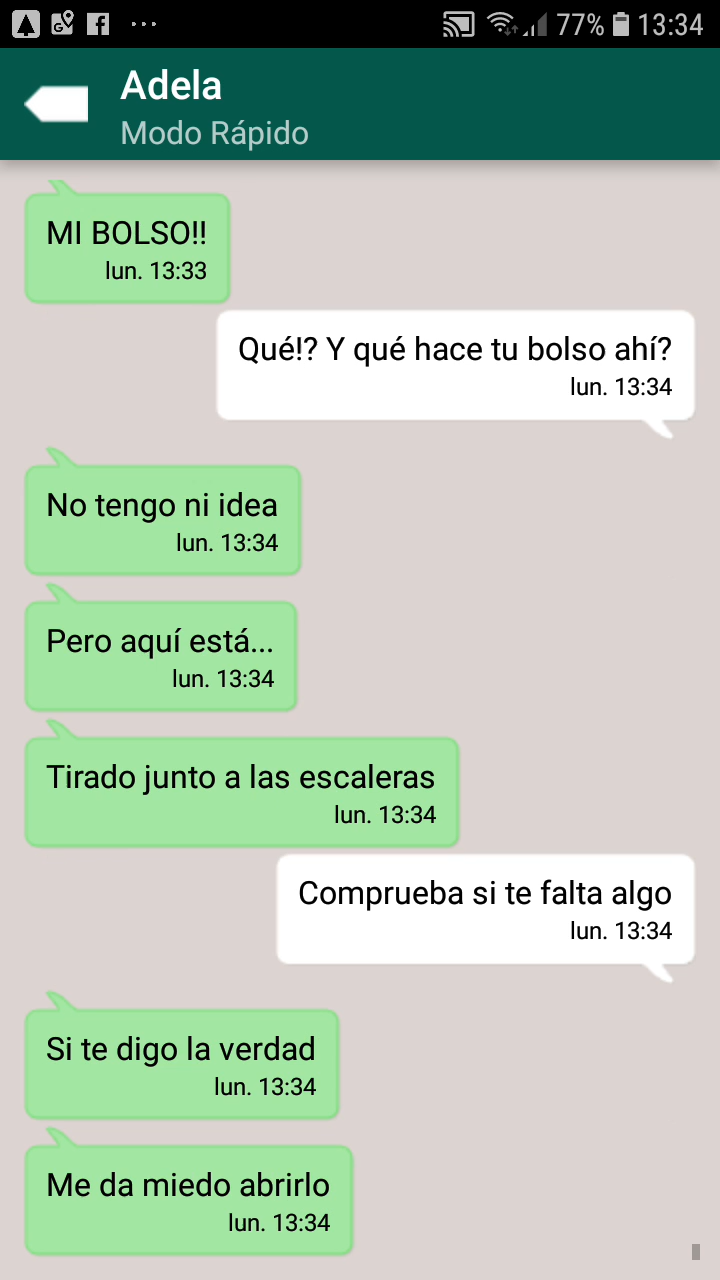 77% 13:34
Adela
Modo Rápido
MI BOLSO!!
lun. 13:33
Qué!? Y qué hace tu bolso ahí?
lun. 13:34
No tengo ni idea
lun. 13:34
Pero aquí está...
lun. 13:34
Tirado junto a las escaleras
lun. 13:34
Comprueba si te falta algo
lun. 13:34
Si te digo la verdad
lun. 13:34
Me da miedo abrirlo
lun. 13:34